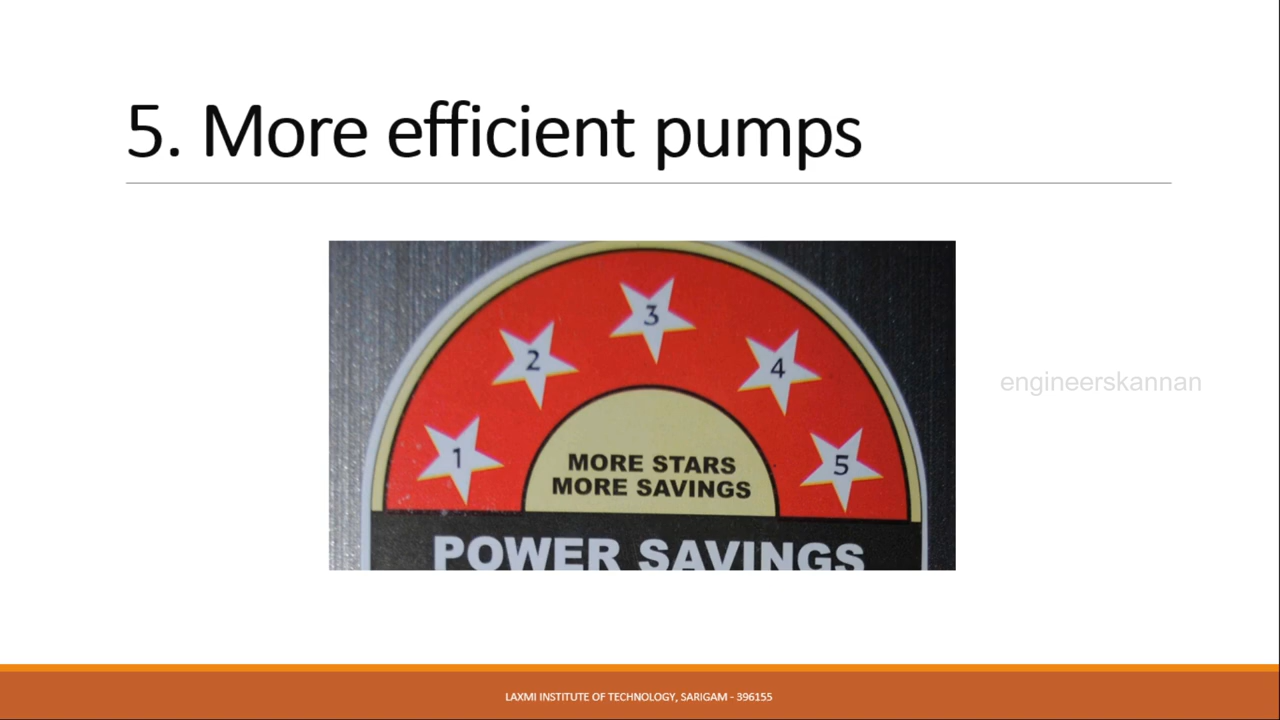 5. More efficient pumps
3
2
4
1
5
MORE STARS
MORE SAVINGS
POWER SAVINGS
engineerskannan
LAXMI INSTITUTE OF TECHNOLOGY, SARIGAM - 396155